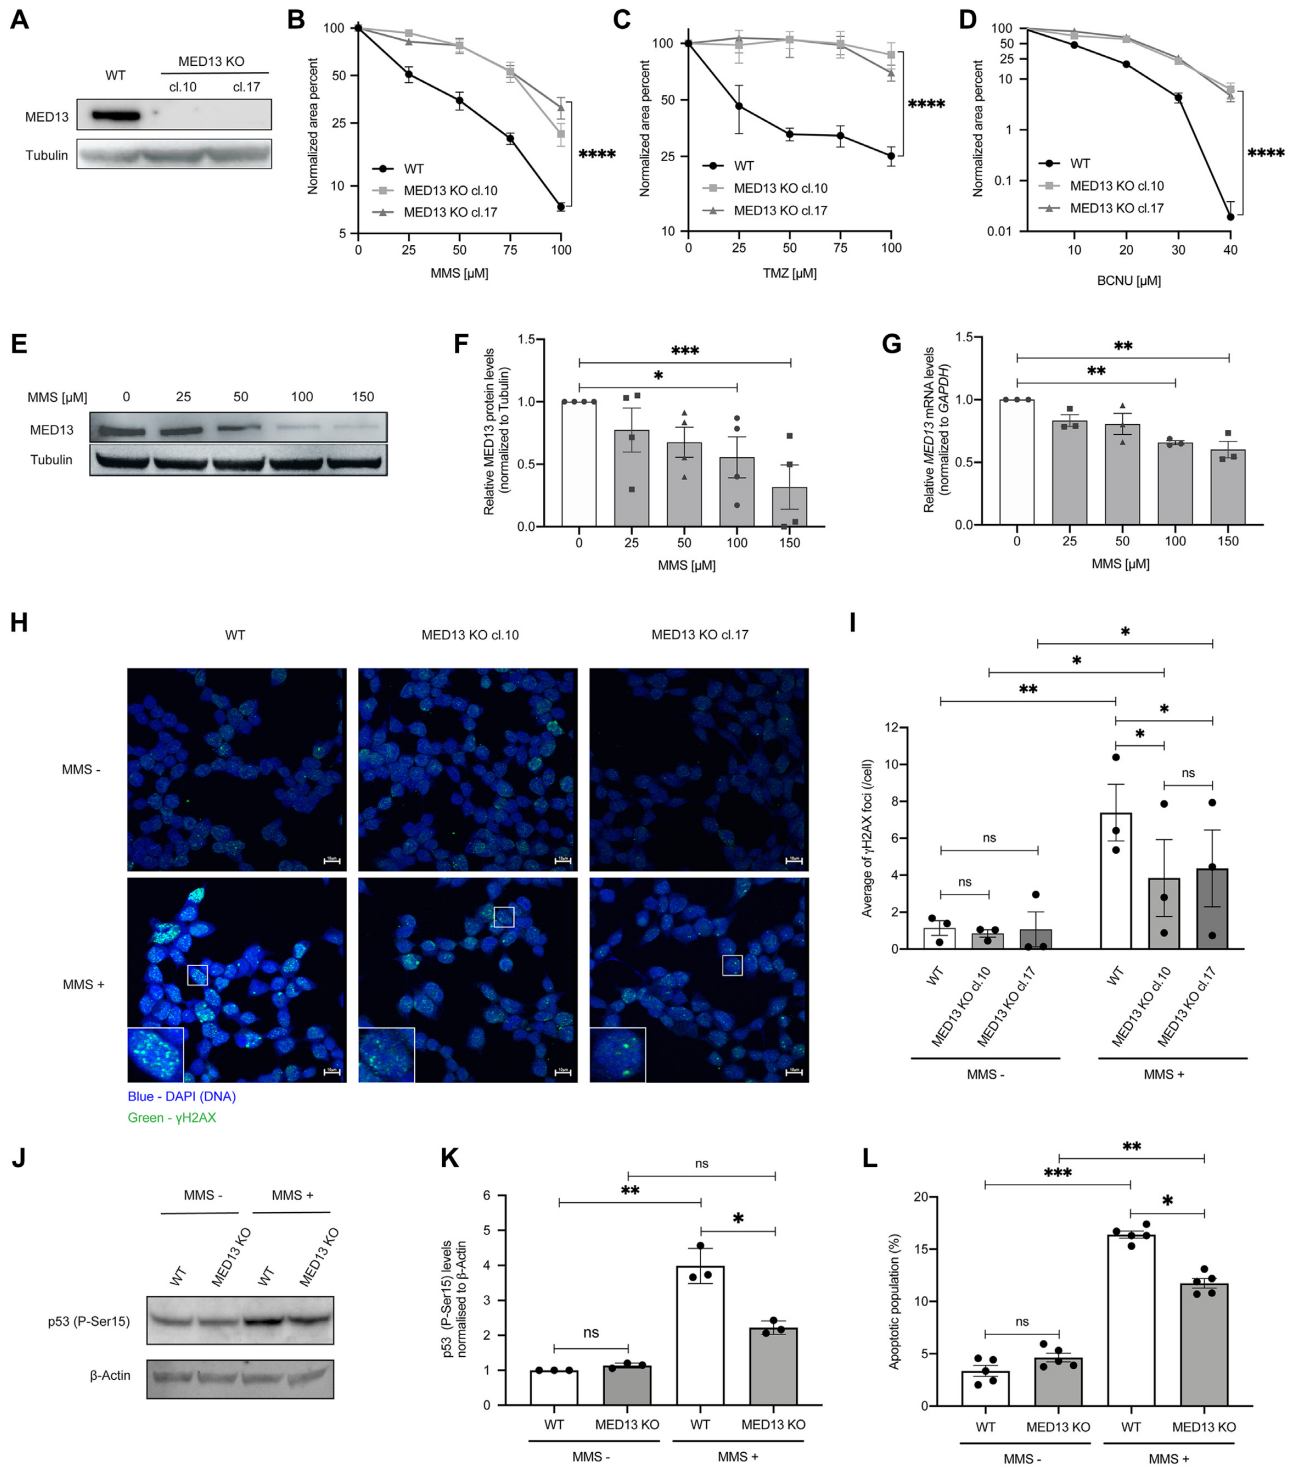 A
WT
MED13 KO
cl.10
cl.17
MED13
Tubulin
B
Normalized area percent
100
50
25
10
5
WT
MED13 KO cl.10
MED13 KO cl.17
****
0
25
50
75
100
MMS [µM]
C
Normalized area percent
100
50
25
10
WT
MED13 KO cl.10
MED13 KO cl.17
****
0
25
50
75
100
TMZ [µM]
D
Normalized area percent
100
50
25
10
1
0.1
0.01
WT
MED13 KO cl.10
MED13 KO cl.17
****
10
20
30
40
BCNU [µM]
E
MMS [µM]
0
25
50
100
150
MED13
Tubulin
F
Relative MED13 protein levels
(normalized to Tubulin)
1.5
1.0
0.5
0.0
***
*
0
25
50
100
150
MMS [µM]
G
Relative MED13 mRNA levels
(normalized to GAPDH)
1.5
1.0
0.5
0.0
**
**
0
25
50
100
150
MMS [µM]
H
WT
MED13 KO cl.10
MED13 KO cl.17
MMS -
MMS +
10µm
10µm
10µm
10µm
10µm
10µm
Blue - DAPI (DNA)
Green - γH2AX
I
Average of γH2AX foci (/cell)
12
10
8
6
4
2
0
*
*
**
*
*
ns
ns
ns
WT
MED13 KO cl.10
MED13 KO cl.17
WT
MED13 KO cl.10
MED13 KO cl.17
MMS -
MMS +
J
MMS -
MMS +
WT
MED13 KO
WT
MED13 KO
p53 (P-Ser15)
β-Actin
K
p53 (P-Ser15) levels
normalised to β-Actin
6
5
4
3
2
1
0
ns
**
*
ns
WT
MED13 KO
WT
MED13 KO
MMS -
MMS +
L
Apoptotic population (%)
20
15
10
5
0
**
***
*
ns
WT
MED13 KO
WT
MED13 KO
MMS -
MMS +